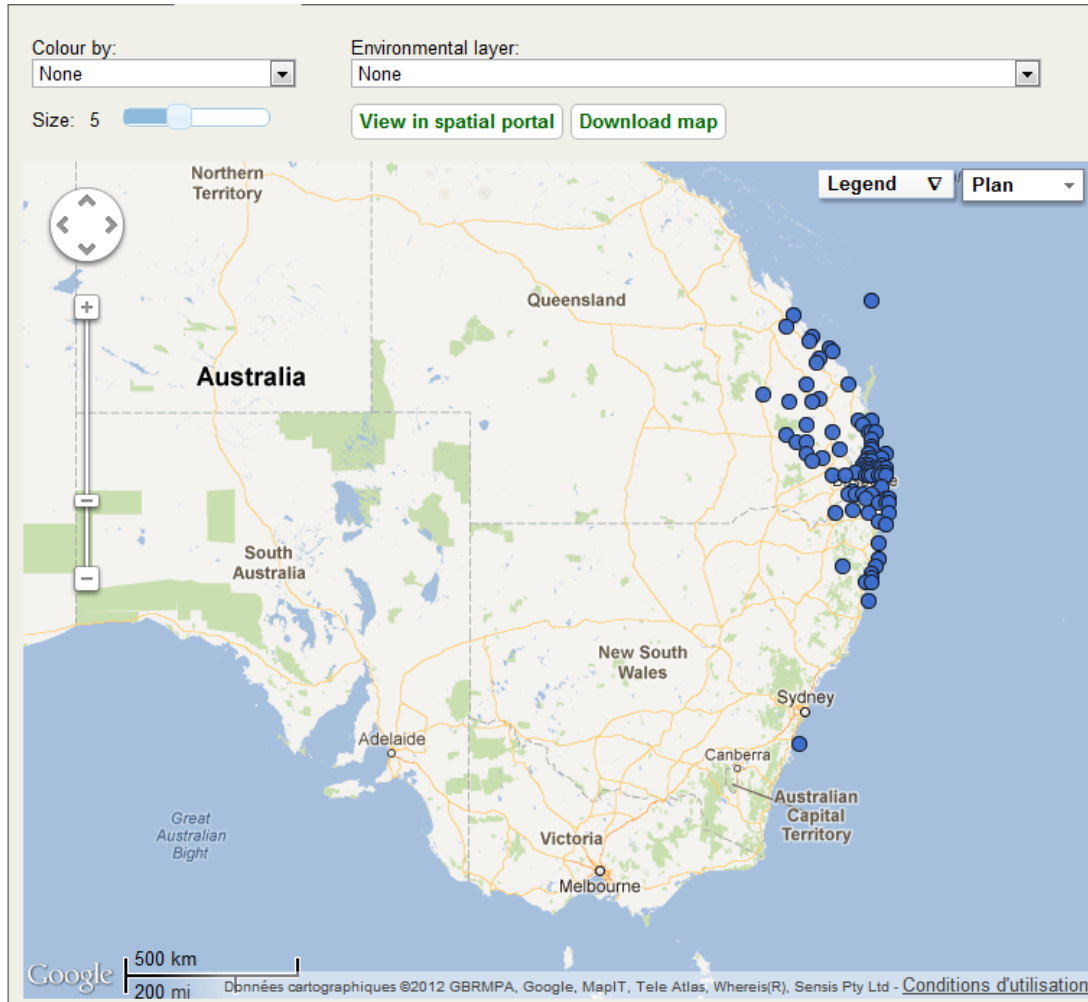 Colour by:
Environmental layer:
None
None
Size: 5
View in spatial portal
Download map
Northern
Territory
Legend
Plan
Queensland
Australia
South
Australia
New South
Wales
Sydney
Adelaide
Canberra
Australian
Capital
Territory
Great
Australian
Bight
Victoria
Melbourne
500 km
200 mi
Google
Données cartographiques ©2012 GBRMPA, Google, MapIT, Tele Atlas, Whereis(R), Sensis Pty Ltd - Conditions d'utilisation